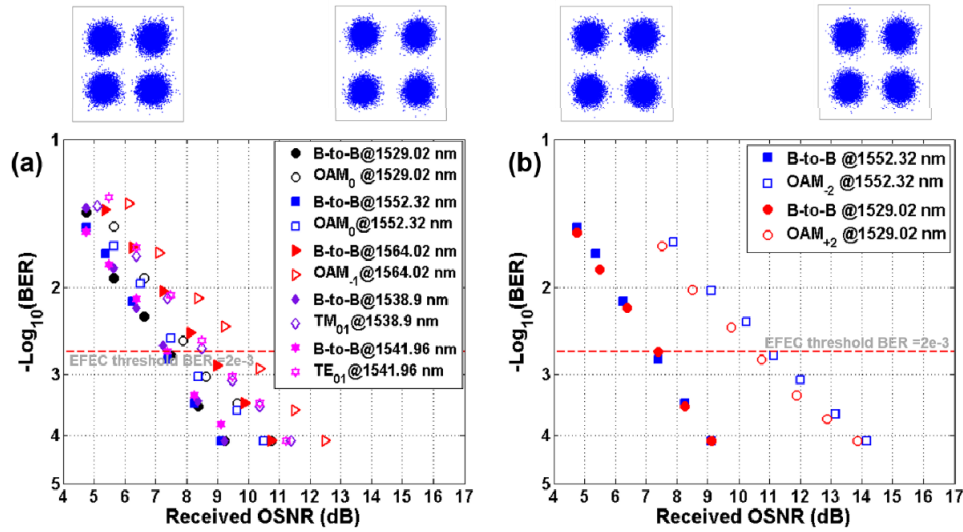 (a)
-Log10(BER)
1
2
3
4
5
EFEC threshold BER =2e-3
B-to-B@1529.02 nm
OAM0 @1529.02 nm
B-to-B@1552.32 nm
OAM0@1552.32 nm
B-to-B@1564.02 nm
OAM-1@1564.02 nm
B-to-B@1538.9 nm
TM01@1538.9 nm
B-to-B@1541.96 nm
TE01@1541.96 nm
4 5 6 7 8 9 10 11 12 13 14 15 16 17
Received OSNR (dB)
(b)
-Log10(BER)
1
2
3
4
5
B-to-B @1552.32 nm
OAM-2 @1552.32 nm
B-to-B @1529.02 nm
OAM+2 @1529.02 nm
EFEC threshold BER =2e-3
4 5 6 7 8 9 10 11 12 13 14 15 16 17
Received OSNR (dB)